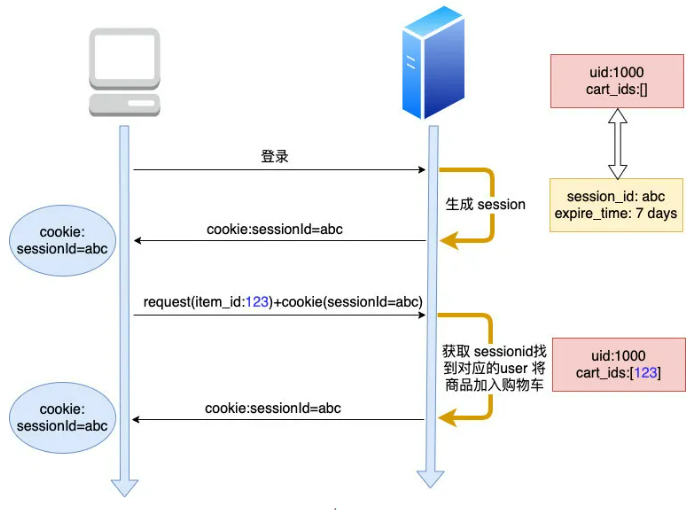 uid:1000
cart_ids:[]
登录
生成 session
session_id: abc
expire_time: 7 days
cookie:
sessionId=abc
cookie:sessionId=abc
request(item_id:123)+cookie(sessionId=abc)
获取 sessionid找
到对应的user 将
商品加入购物车
uid:1000
cart_ids:[123]
cookie:
sessionId=abc
cookie:sessionId=abc